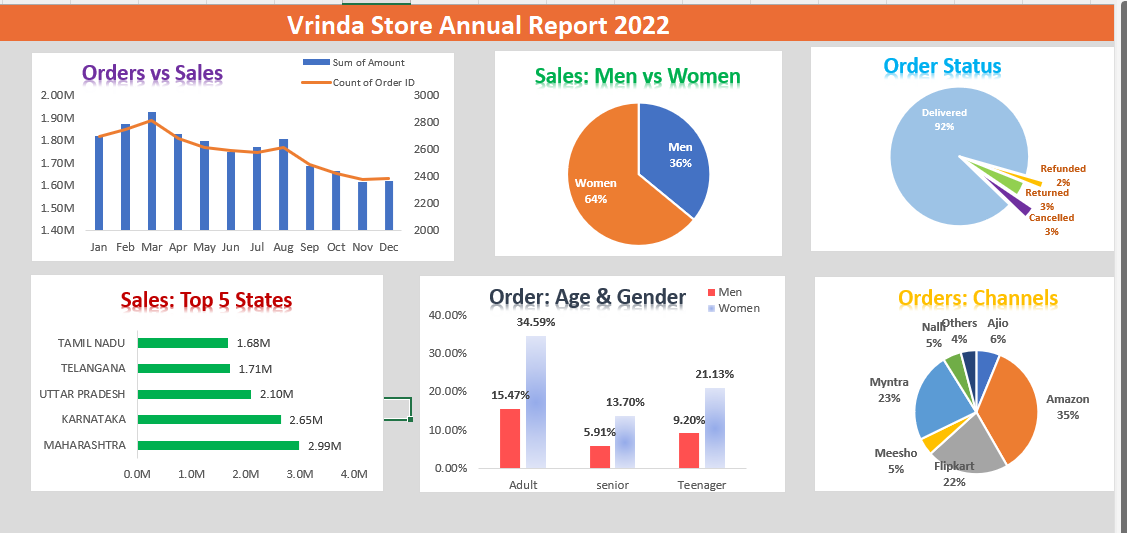 Vrinda Store Annual Report 2022
Orders vs Sales
Sum of Amount
Count of Order ID
2.00M
1.90M
1.80M
1.70M
1.60M
1.50M
1.40M
3000
2800
2600
2400
2200
2000
Jan Feb Mar Apr May Jun Jul Aug Sep Oct Nov Dec
Sales: Men vs Women
Men
36%
Women
64%
Order Status
Delivered
92%
Refunded
2%
Returned
3%
Cancelled
3%
Sales: Top 5 States
TAMIL NADU 1.68M
TELANGANA 1.71M
UTTAR PRADESH 2.10M
KARNATAKA 2.65M
MAHARASHTRA 2.99M
0.0M 1.0M 2.0M 3.0M 4.0M
Order: Age & Gender
Men
Women
40.00%
30.00%
20.00%
10.00%
0.00%
34.59%
15.47%
13.70%
5.91%
21.13%
9.20%
Adult senior Teenager
Orders: Channels
Nalli
5%
Others
4%
Ajio
6%
Myntra
23%
Amazon
35%
Meesho
5%
Flipkart
22%